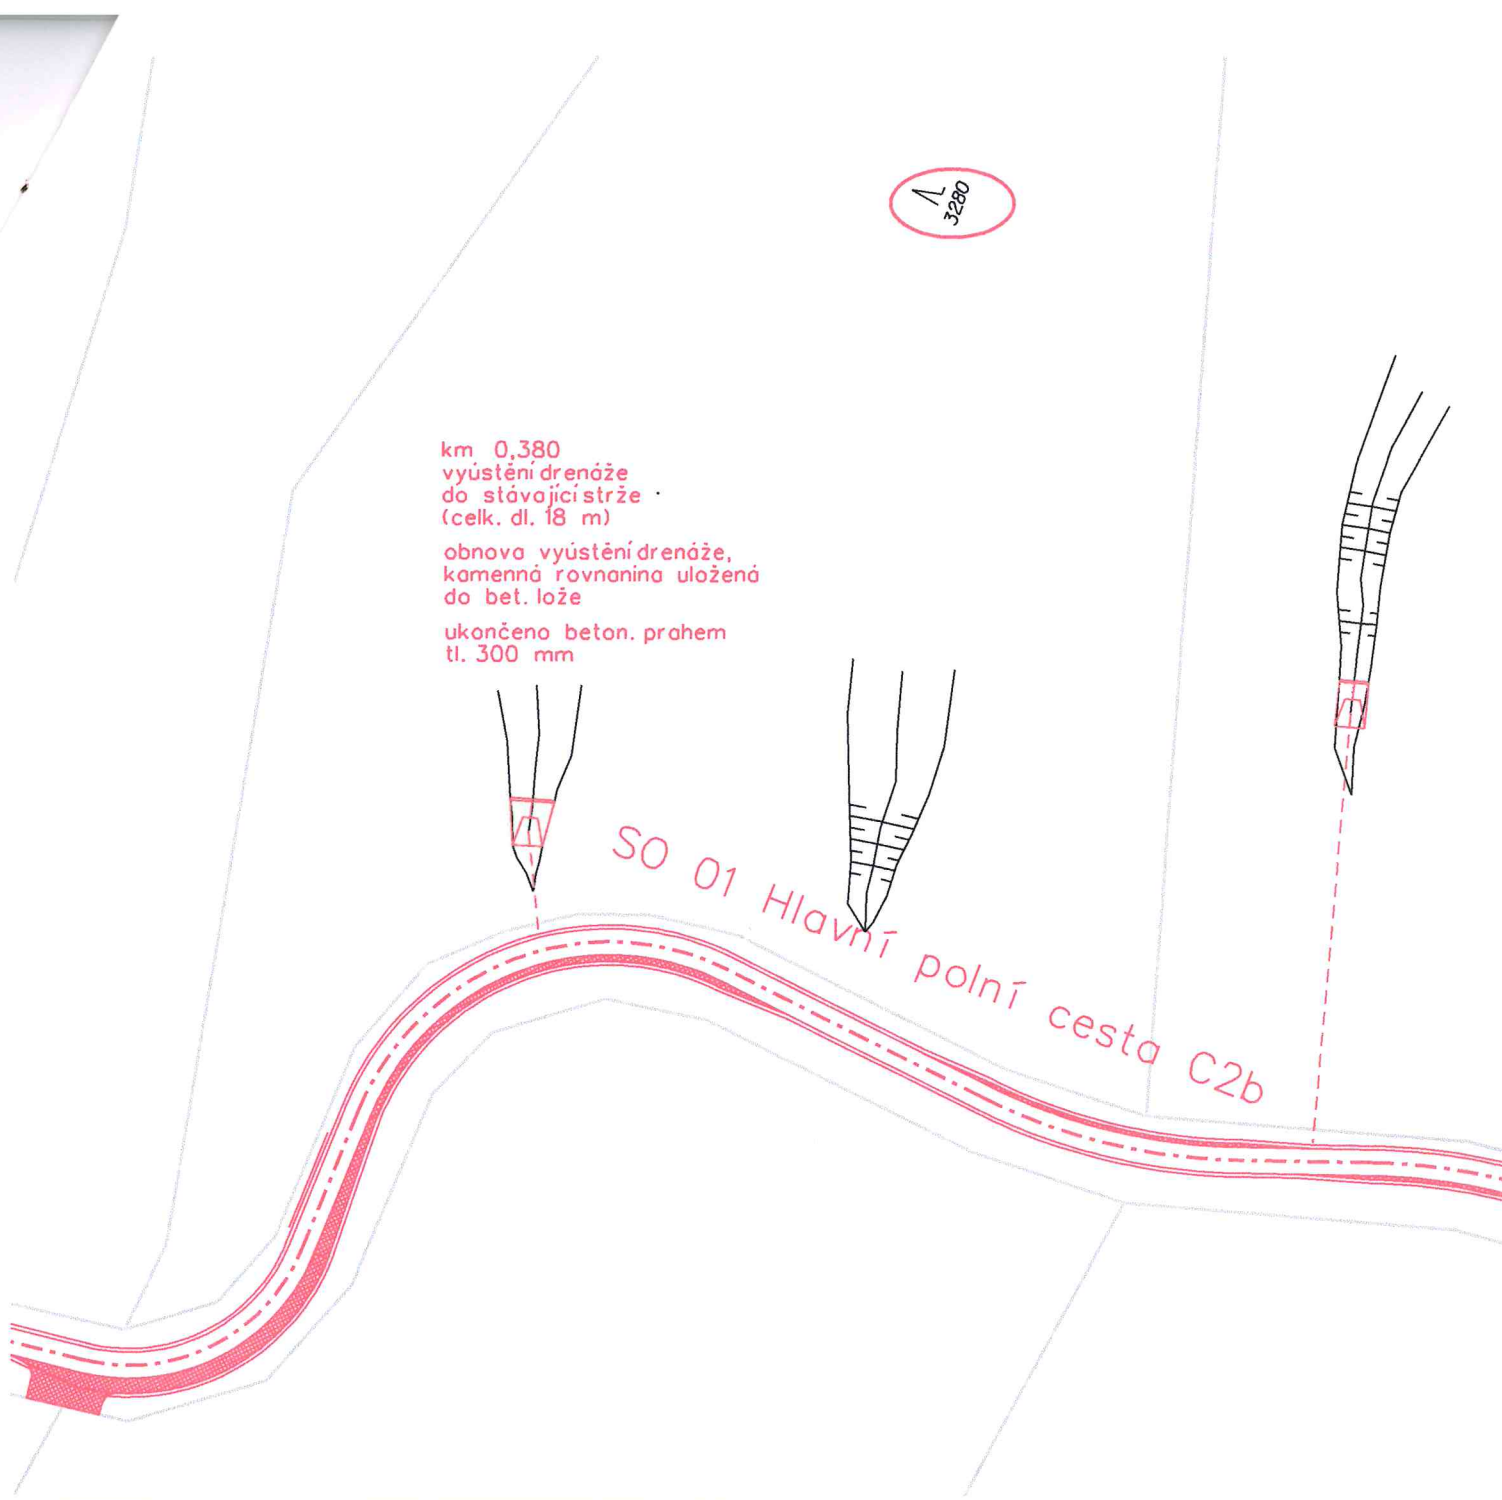 3280
km 0,380
vyústění drenáže
do stávající strže
(celk. dl. 18 m)
obnova vyústění drenáže,
kamenná rovnanina uložená
do bet. lože
ukončeno beton. prahem
tl. 300 mm
SO 01 Hlavní polní cesta C2b